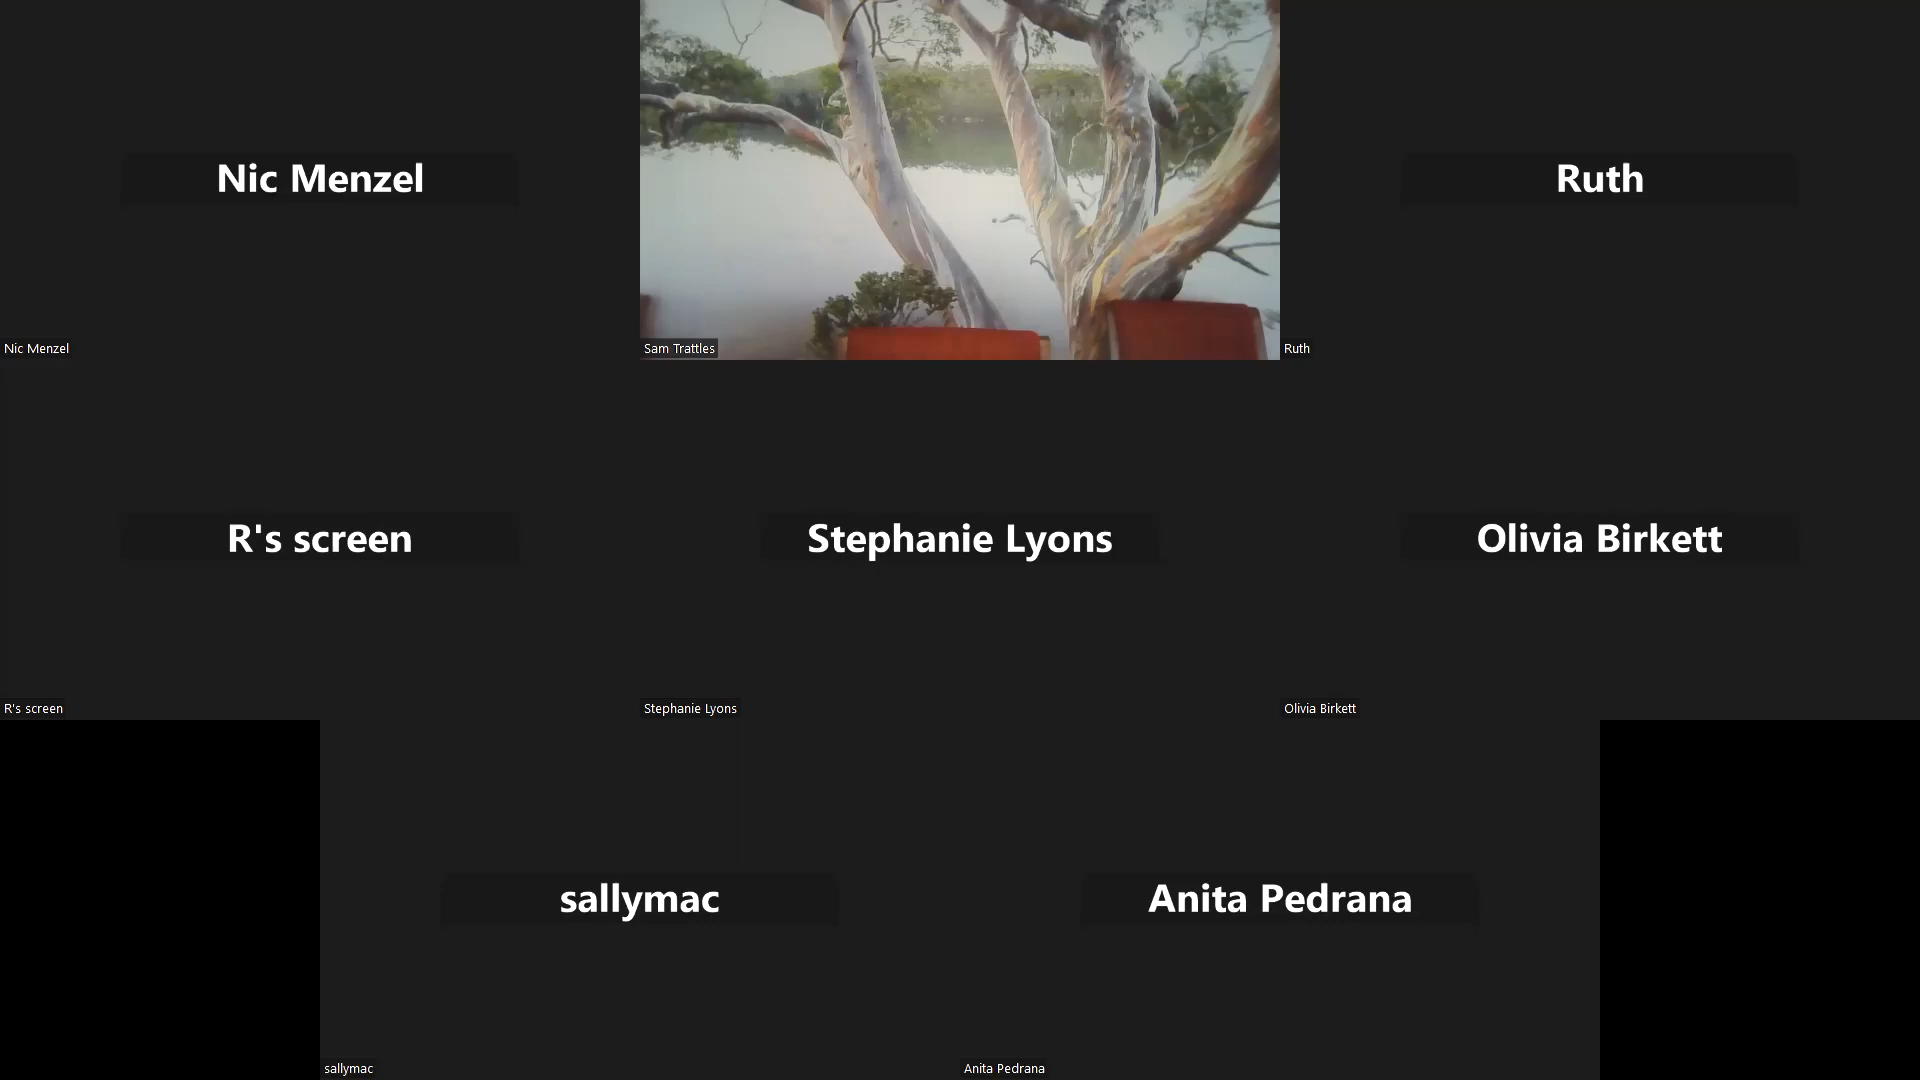 Nic Menzel
Ruth
Nic Menzel
Sam Trattles
Ruth
R's screen
Stephanie Lyons
Olivia Birkett
R's screen
Stephanie Lyons
Olivia Birkett
sallymac
Anita Pedrana
sallymac
Anita Pedrana